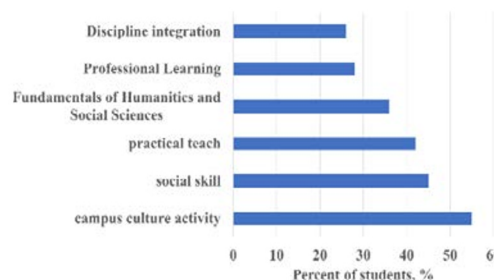 Discipline integration
Professional Learning
Fundamentals of Humanities and
Social Sciences
practical teach
social skill
campus culture activity
0 10 20 30 40 50 6
Percent of students, %